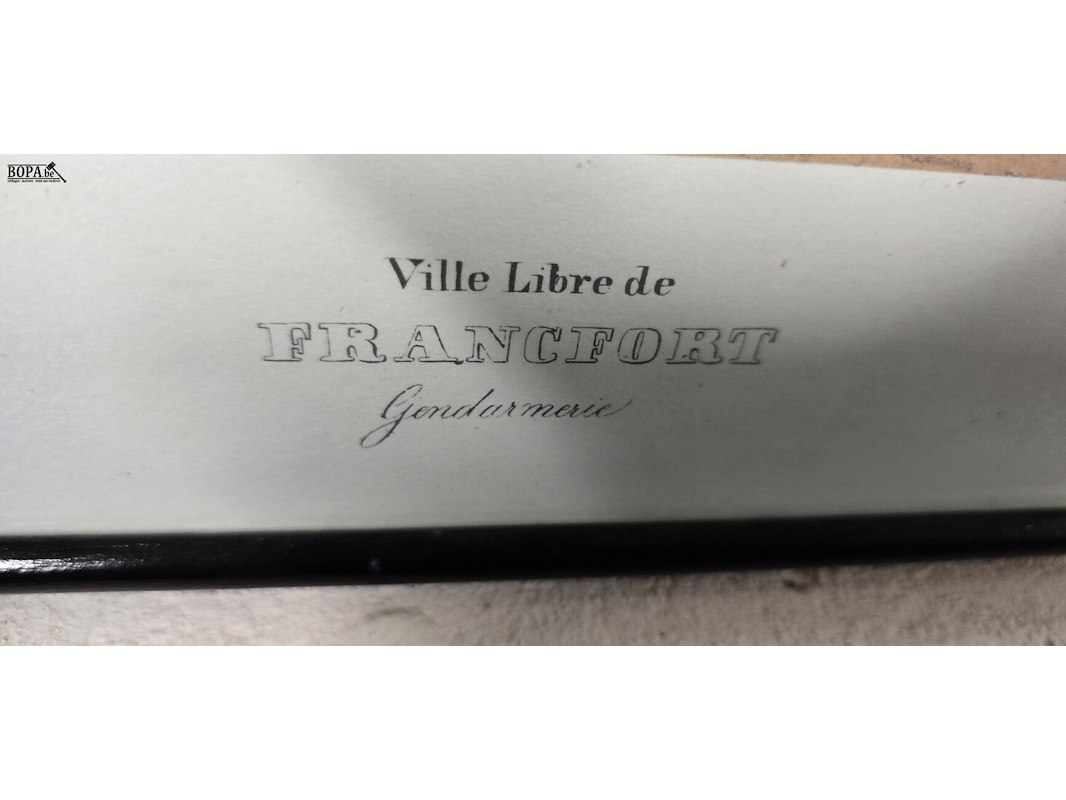 BOPA.be
Ville Libre de
FRANCFORT
Gendarmerie